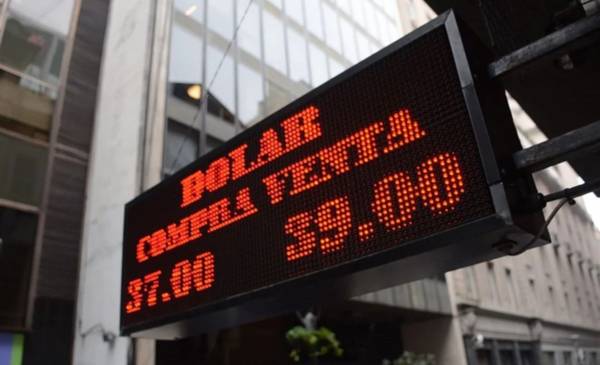 DOLAR
COMPRA VENTA
37.00 39.00